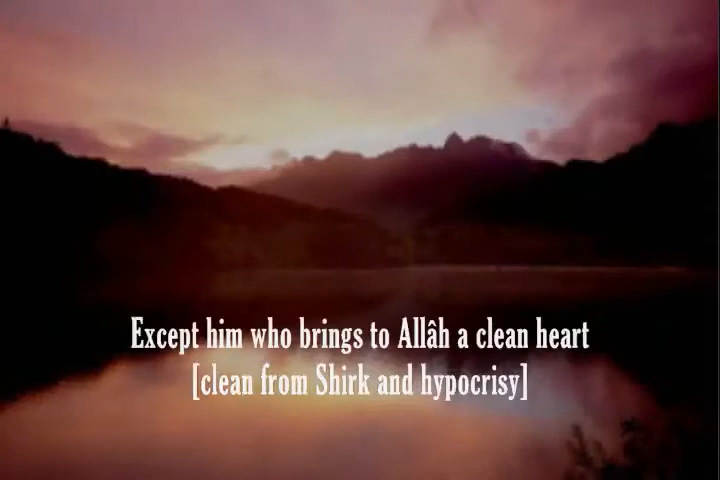 Except him who brings to Allâh a clean heart
[clean from Shirk and hypocrisy]